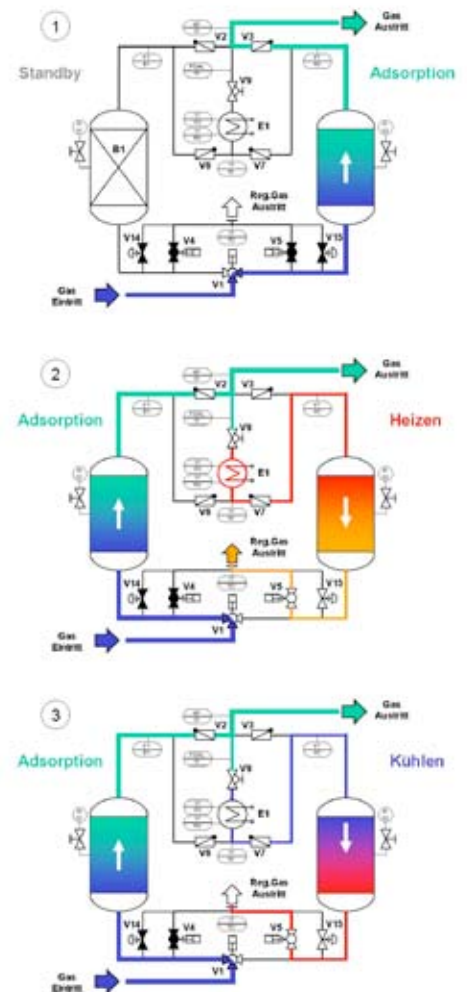 1
Gas
Austritt
V2
V3
Standby
Adsorption
V9
B1
E1
V8
V7
Reg.Gas
Austritt
V14
V4
V5
V15
Gas
Eintritt
V1
2
Gas
Austritt
V2
V3
Adsorption
Heizen
V9
E1
V8
V7
Reg.Gas
Austritt
V14
V4
V5
V15
V1
Gas
Eintritt
3
Gas
Austritt
V2
V3
Adsorption
Kühlen
V9
E1
V8
V7
Reg.Gas
Austritt
V14
V4
V5
V15
V1
Gas
Eintritt